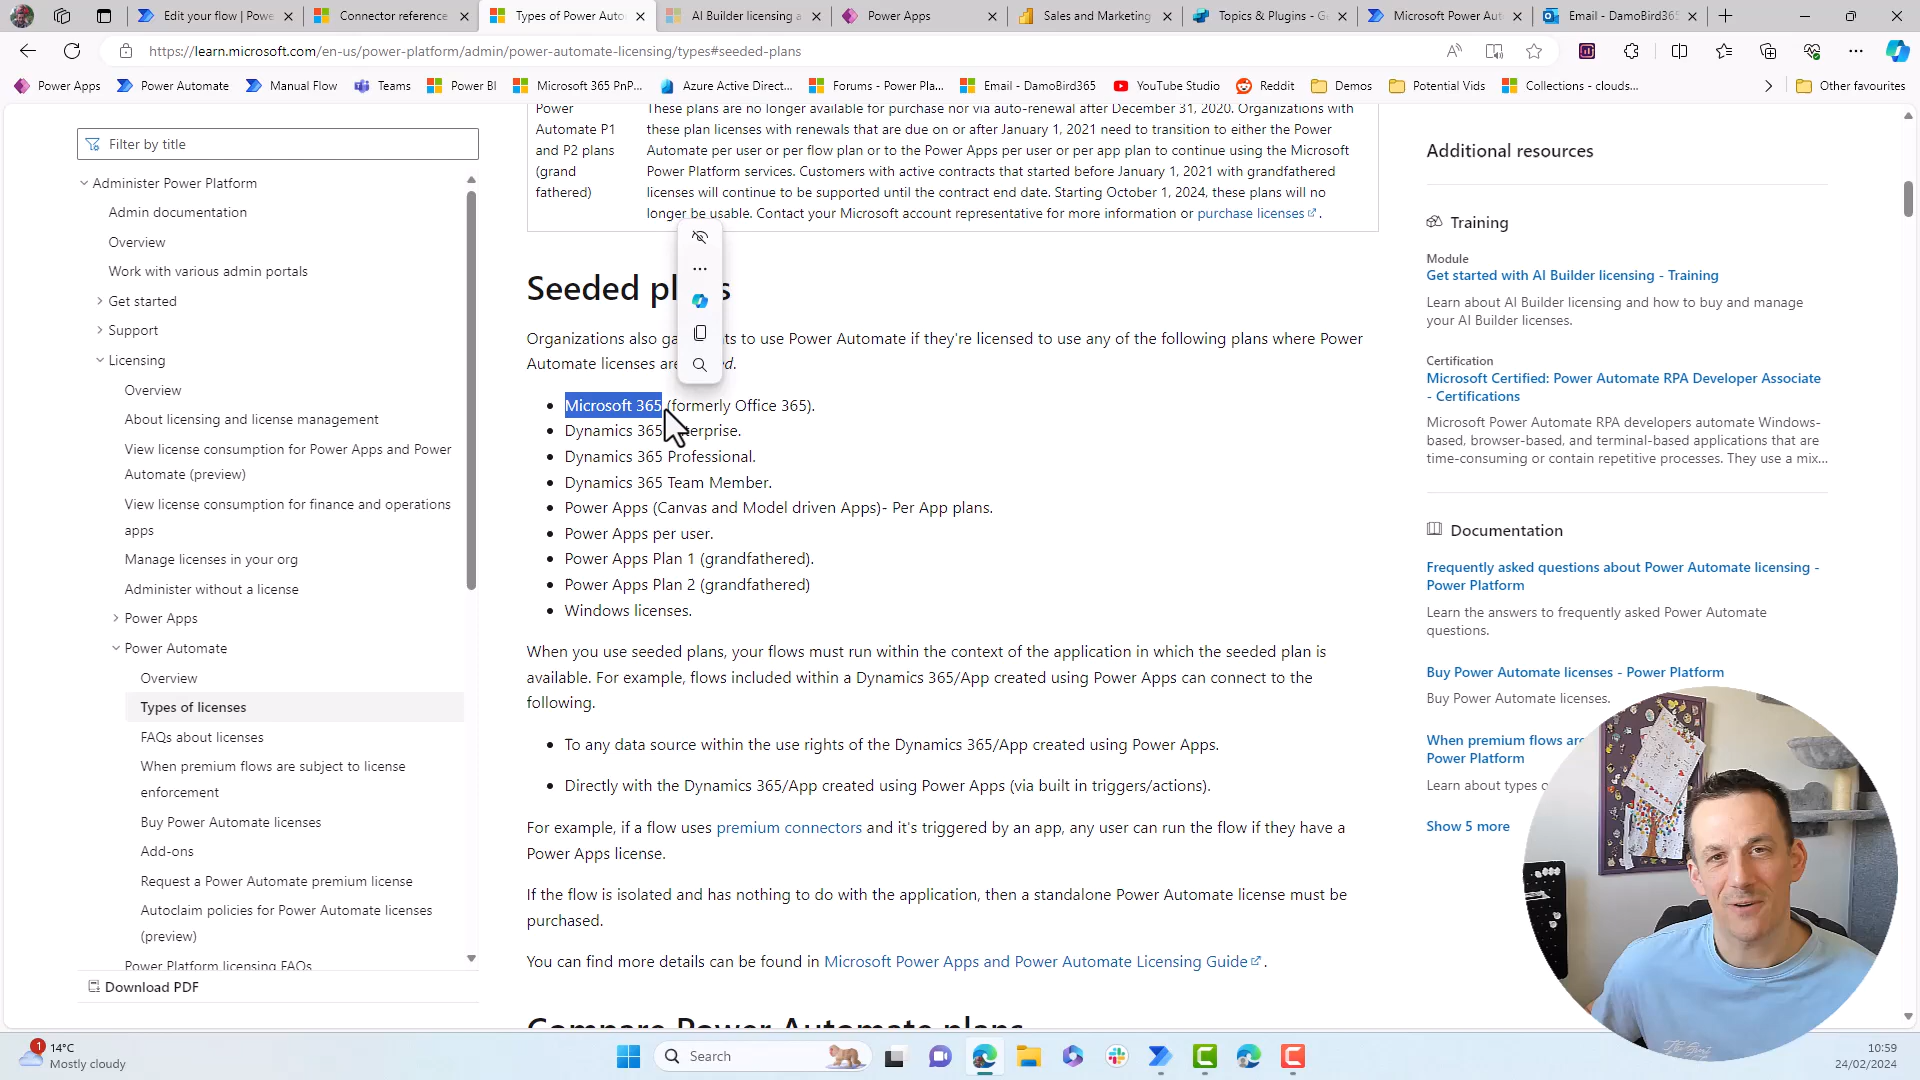 Edit your flow | Powe
Connector reference
Types of Power Auto
AI Builder licensing a
Power Apps
Sales and Marketing
Topics & Plugins - G
Microsoft Power Aut
Email - DamoBird365
https://learn.microsoft.com/en-us/power-platform/admin/power-automate-licensing/types#seeded-plans
Power Apps
Power Automate
Manual Flow
Teams
Power BI
Microsoft 365 PnP...
Azure Active Direct...
Forums - Power Pla...
Email - DamoBird365
YouTube Studio
Reddit
Demos
Potential Vids
Collections - clouds...
Other favourites
Filter by title
Administer Power Platform
Admin documentation
Overview
Work with various admin portals
Get started
Support
Licensing
Overview
About licensing and license management
View license consumption for Power Apps and Power
Automate (preview)
View license consumption for finance and operations
apps
Manage licenses in your org
Administer without a license
Power Apps
Power Automate
Overview
Types of licenses
FAQs about licenses
When premium flows are subject to license
enforcement
Buy Power Automate licenses
Add-ons
Request a Power Automate premium license
Autoclaim policies for Power Automate licenses
(preview)
Power Platform licensing FAQs
Download PDF
Power
Automate P1
and P2 plans
(grand
fathered)
These plans are no longer available for purchase nor via auto-renewal after December 31, 2020. Organizations with
these plan licenses with renewals that are due on or after January 1, 2021 need to transition to either the Power
Automate per user or per flow plan or to the Power Apps per user or per app plan to continue using the Microsoft
Power Platform services. Customers with active contracts that started before January 1, 2021 with grandfathered
licenses will continue to be supported until the contract end date. Starting October 1, 2024, these plans will no
longer be usable. Contact your Microsoft account representative for more information or purchase licenses.
Seeded pl s
Organizations also ga ts to use Power Automate if they're licensed to use any of the following plans where Power
Automate licenses are d.
Microsoft 365 (formerly Office 365).
Dynamics 365 erprise.
Dynamics 365 Professional.
Dynamics 365 Team Member.
Power Apps (Canvas and Model driven Apps)- Per App plans.
Power Apps per user.
Power Apps Plan 1 (grandfathered).
Power Apps Plan 2 (grandfathered)
Windows licenses.
When you use seeded plans, your flows must run within the context of the application in which the seeded plan is
available. For example, flows included within a Dynamics 365/App created using Power Apps can connect to the
following.
To any data source within the use rights of the Dynamics 365/App created using Power Apps.
Directly with the Dynamics 365/App created using Power Apps (via built in triggers/actions).
For example, if a flow uses premium connectors and it's triggered by an app, any user can run the flow if they have a
Power Apps license.
If the flow is isolated and has nothing to do with the application, then a standalone Power Automate license must be
purchased.
You can find more details can be found in Microsoft Power Apps and Power Automate Licensing Guide.
Compare Power Automate plans
Additional resources
Training
Module
Get started with AI Builder licensing - Training
Learn about AI Builder licensing and how to buy and manage
your AI Builder licenses.
Certification
Microsoft Certified: Power Automate RPA Developer Associate
- Certifications
Microsoft Power Automate RPA developers automate Windows-
based, browser-based, and terminal-based applications that are
time-consuming or contain repetitive processes. They use a mix...
Documentation
Frequently asked questions about Power Automate licensing -
Power Platform
Learn the answers to frequently asked Power Automate
questions.
Buy Power Automate licenses - Power Platform
Buy Power Automate licenses.
When premium flows are
Power Platform
Learn about types o
Show 5 more
1
14°C
Mostly cloudy
Search
10:59
24/02/2024